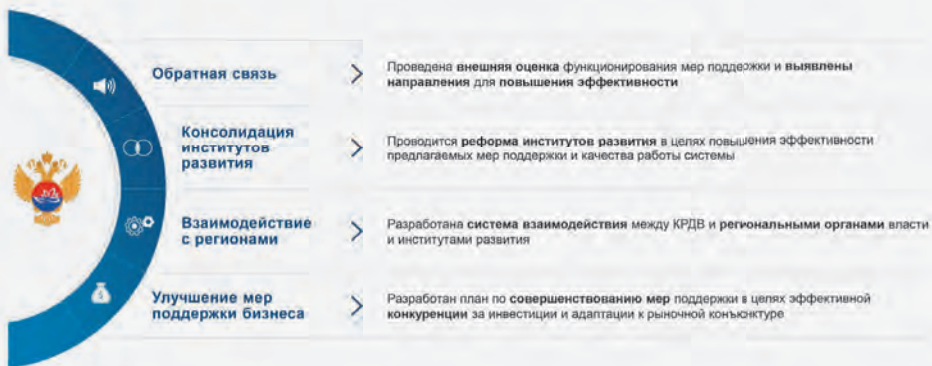 Обратная связь
Проведена внешняя оценка функционирования мер поддержки и выявлены
направления для повышения эффективности
Консолидация
институтов
развития
Проводится реформа институтов развития в целях повышения эффективности
предлагаемых мер поддержки и качества работы системы
Взаимодействие
с регионами
Разработана система взаимодействия между КРДВ и региональными органами власти
и институтами развития
Улучшение мер
поддержки бизнеса
Разработан план по совершенствованию мер поддержки в целях эффективной
конкуренции за инвестиции и адаптации к рыночной конъюнктуре